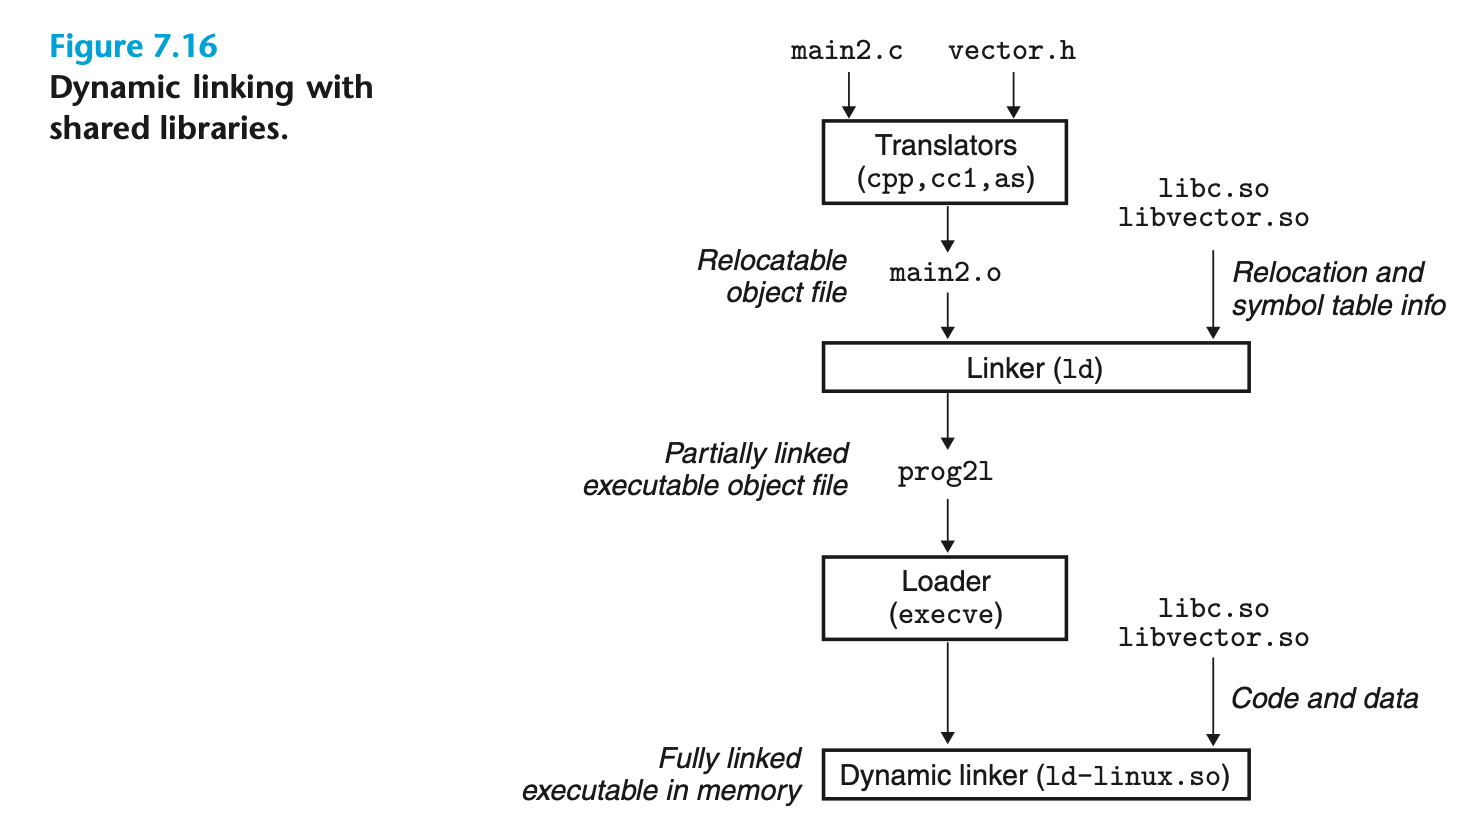 Figure 7.16
Dynamic linking with
shared libraries.
main2.c vector.h
Translators
(cpp,cc1,as)
libc.so
libvector.so
Relocatable
object file
main2.o
Relocation and
symbol table info
Linker (ld)
Partially linked
executable object file
prog2l
Loader
(execve)
libc.so
libvector.so
Code and data
Fully linked
executable in memory
Dynamic linker (ld-linux.so)